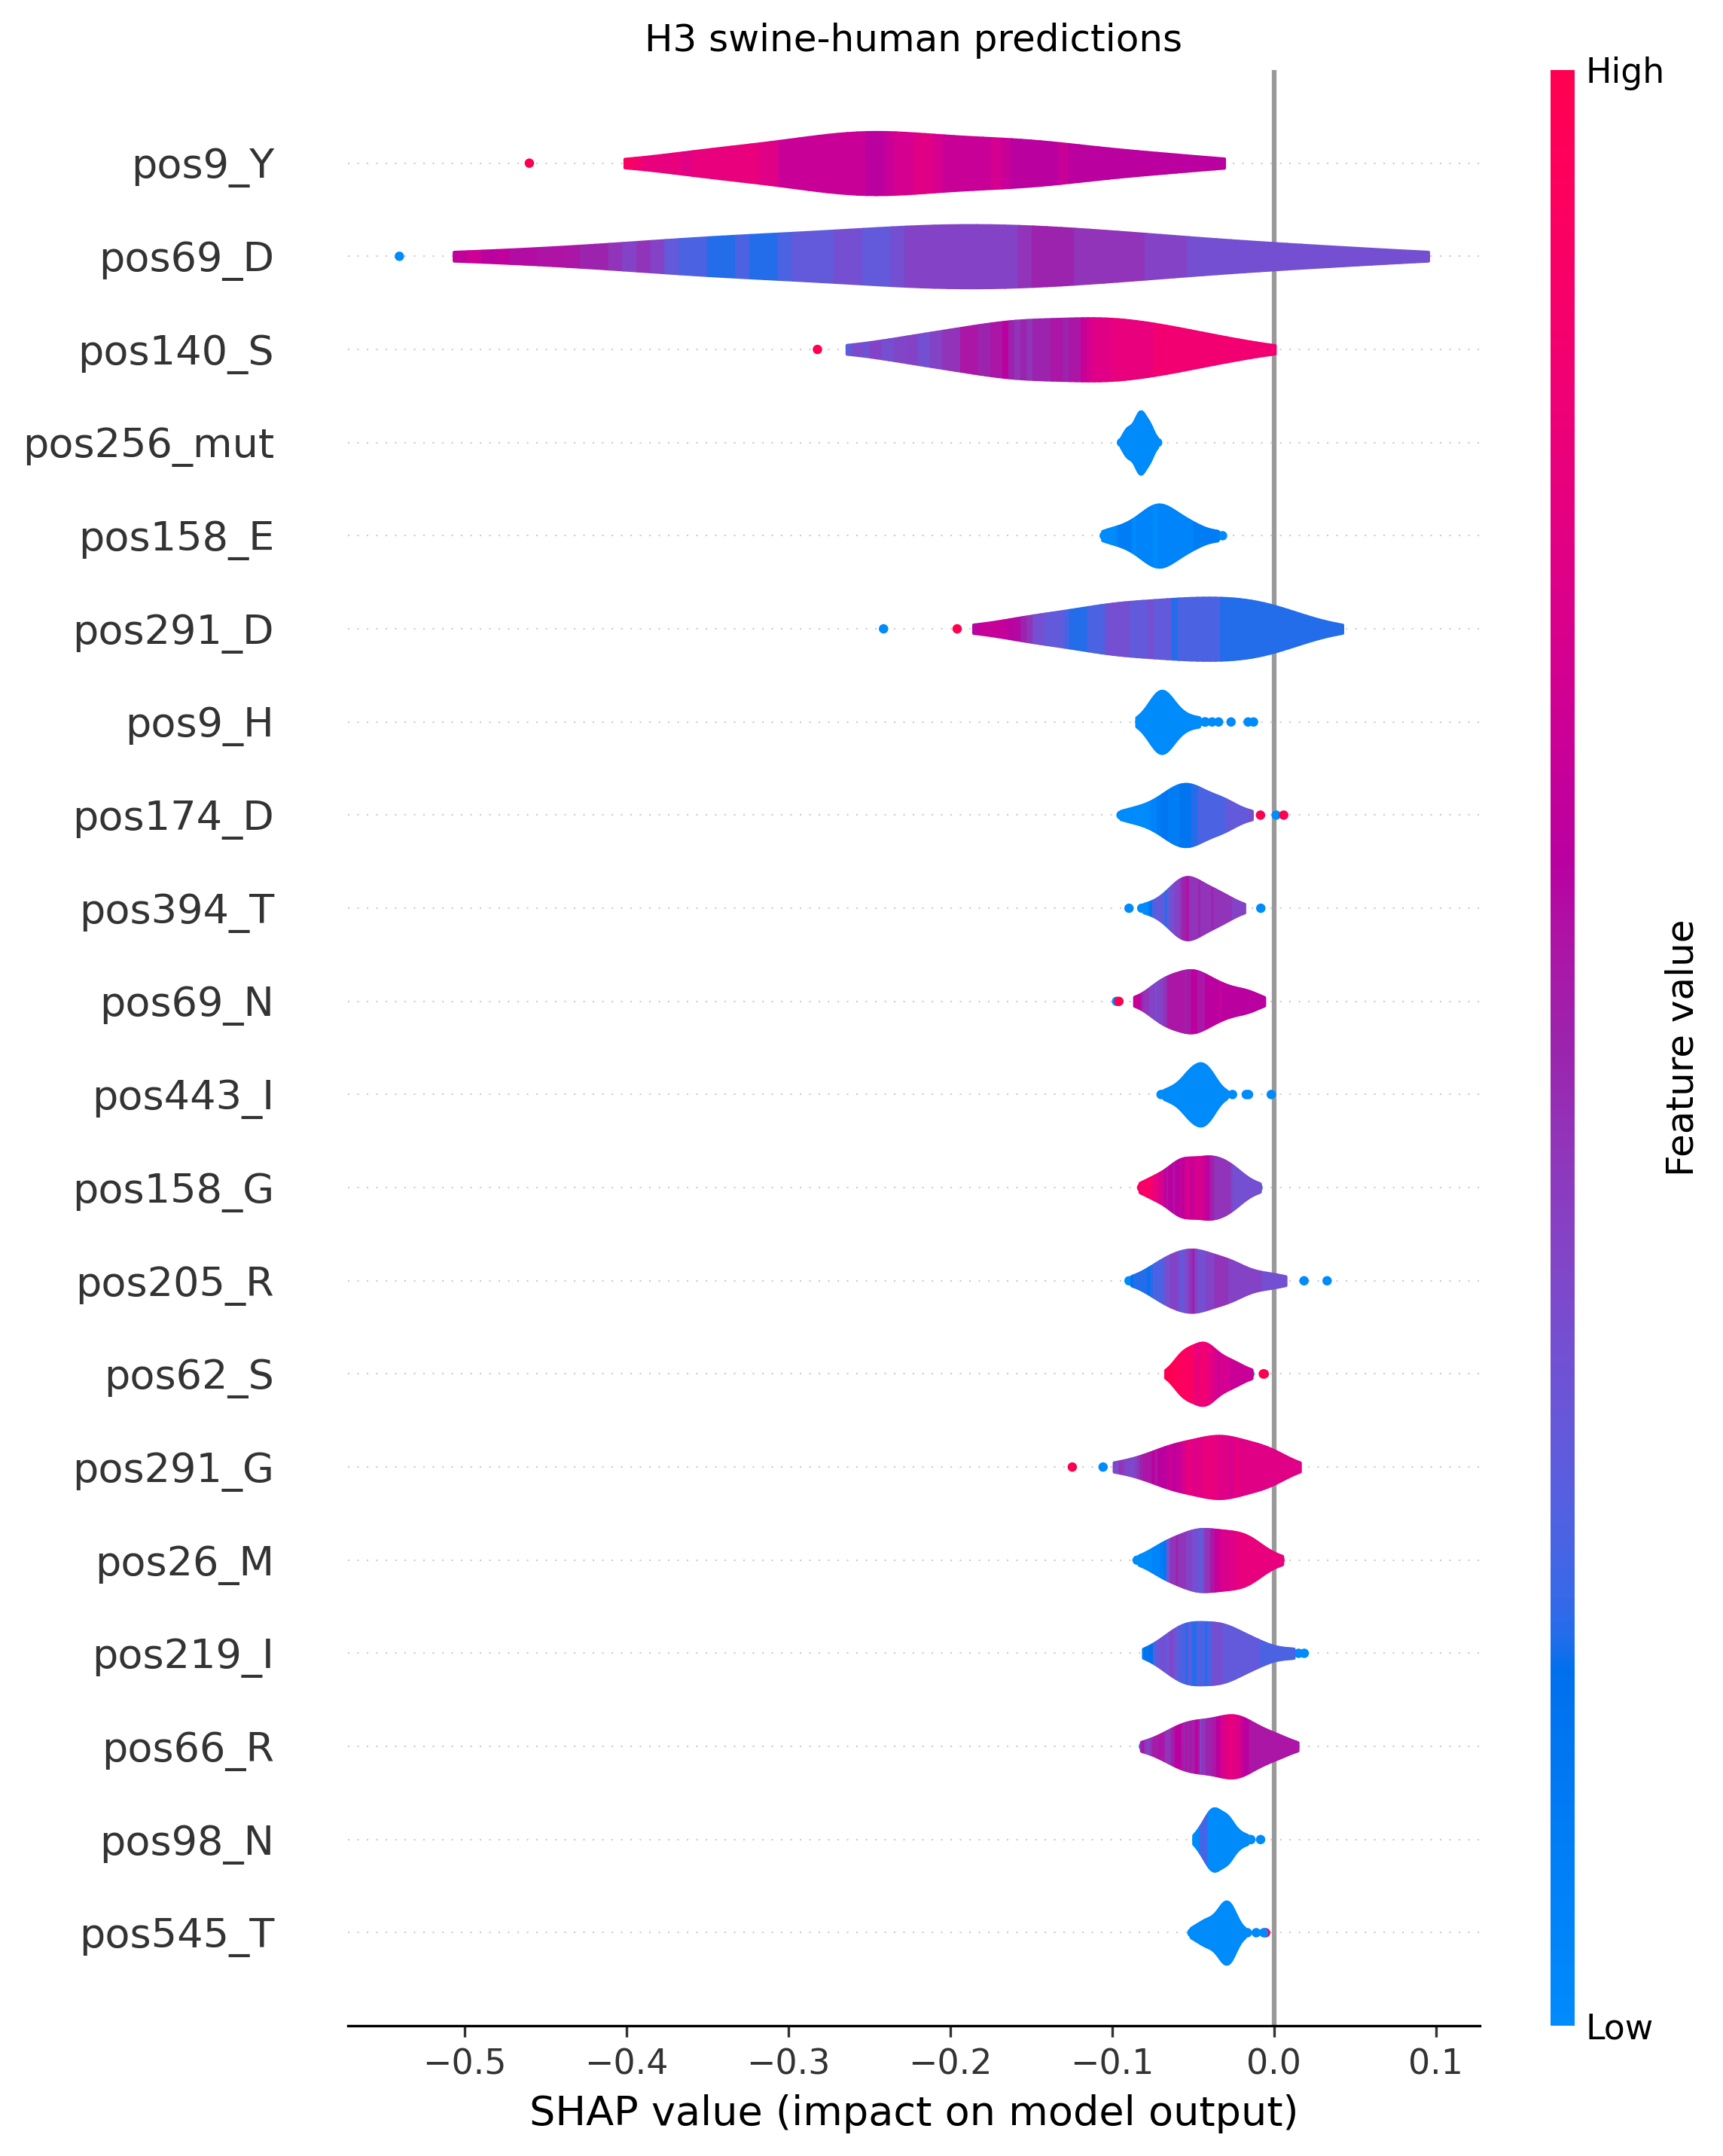 H3 swine-human predictions
High
pos9_Y
pos69_D
pos140_S
pos256_mut
pos158_E
pos291_D
pos9_H
pos174_D
pos394_T
pos69_N
pos443_I
pos158_G
pos205_R
pos62_S
pos291_G
pos26_M
pos219_I
pos66_R
pos98_N
pos545_T
Feature value
Low
−0.5 −0.4 −0.3 −0.2 −0.1 0.0 0.1
SHAP value (impact on model output)